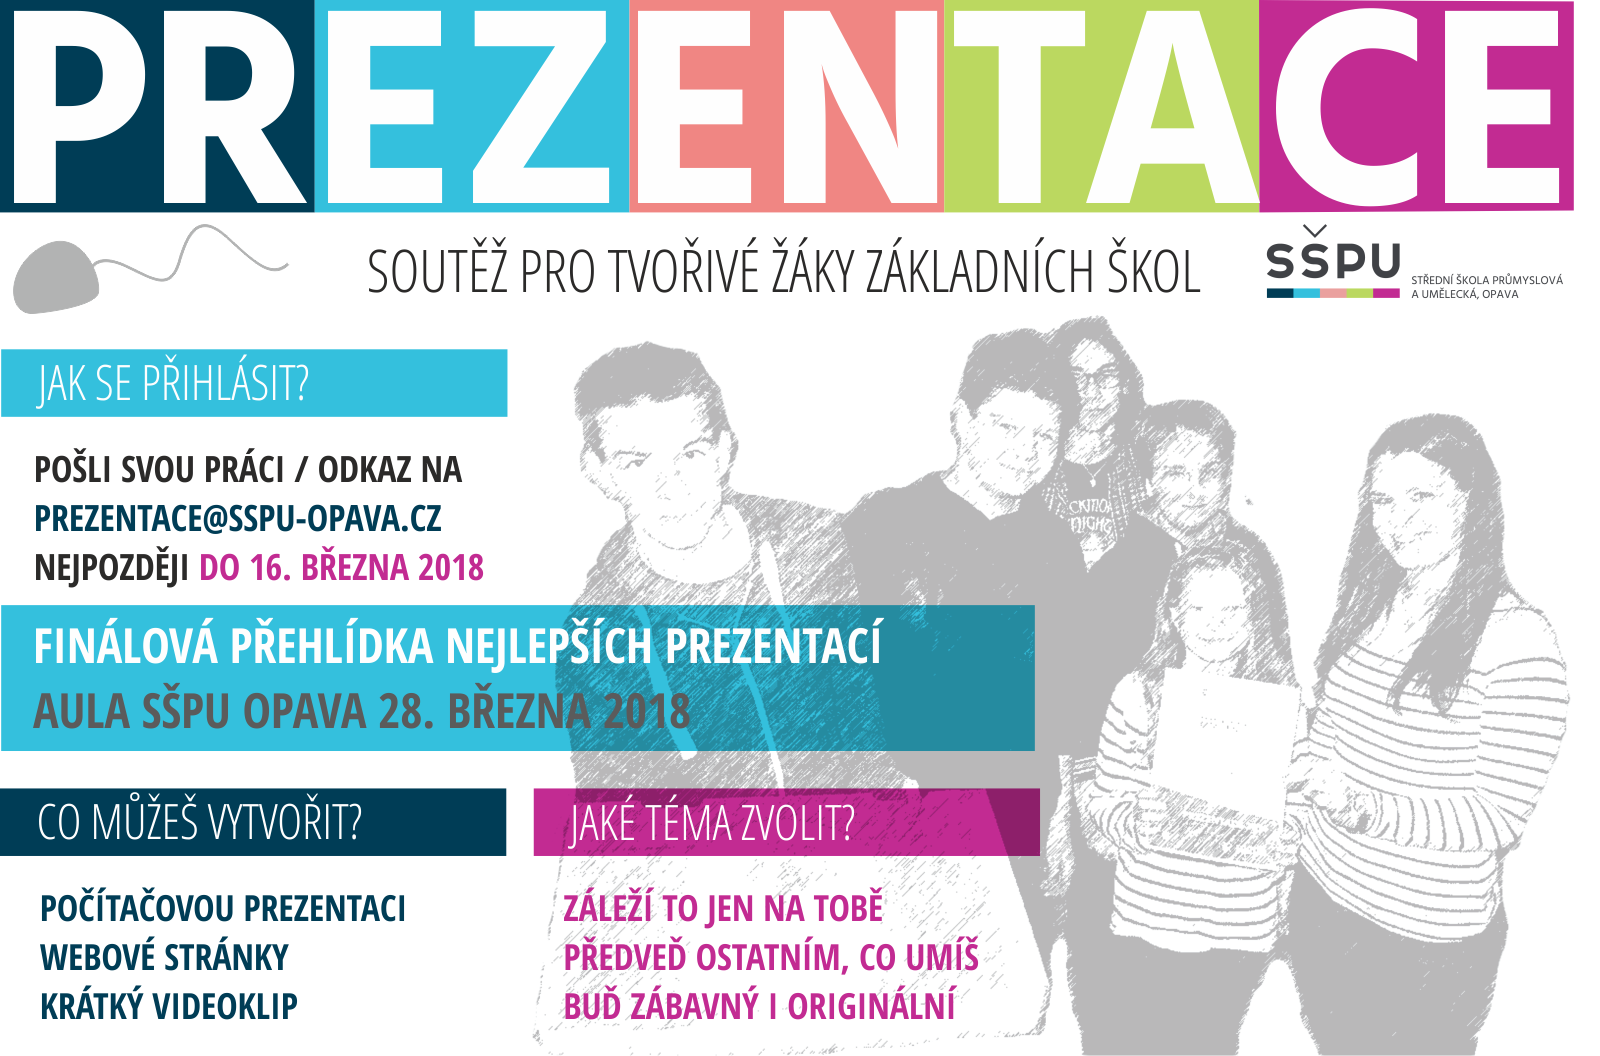 PREZENTACE
SOUTĚŽ PRO TVOŘIVÉ ŽÁKY ZÁKLADNÍCH ŠKOL
SŠPU
STŘEDNÍ ŠKOLA PRŮMYSLOVÁ
A UMĚLECKÁ, OPAVA
JAK SE PŘIHLÁSIT?
POŠLI SVOU PRÁCI / ODKAZ NA
PREZENTACE@SSPU-OPAVA.CZ
NEJPOZDĚJI DO 16. BŘEZNA 2018
FINÁLOVÁ PŘEHLÍDKA NEJLEPŠÍCH PREZENTACÍ
AULA SŠPU OPAVA 28. BŘEZNA 2018
CO MŮŽEŠ VYTVOŘIT?
POČÍTAČOVOU PREZENTACI
WEBOVÉ STRÁNKY
KRÁTKÝ VIDEOKLIP
JAKÉ TÉMA ZVOLIT?
ZÁLEŽÍ TO JEN NA TOBĚ
PŘEDVEĎ OSTATNÍM, CO UMÍŠ
BUĎ ZÁBAVNÝ I ORIGINÁLNÍ